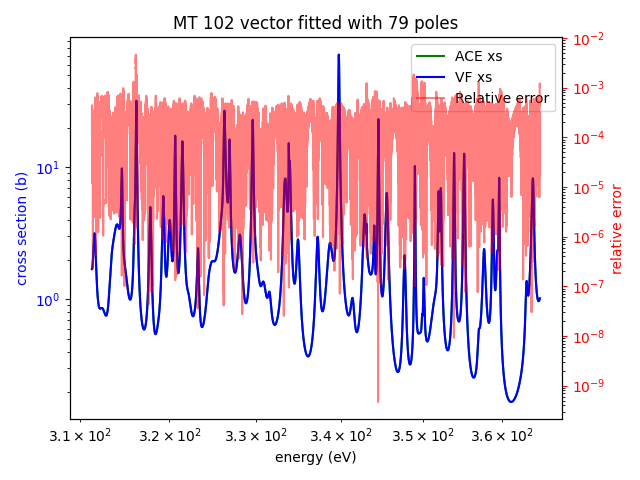 MT 102 vector fitted with 79 poles
ACE xs
VF xs
Relative error
cross section (b)
10¹
10⁰
10⁻²
10⁻³
10⁻⁴
10⁻⁵
10⁻⁶
10⁻⁷
10⁻⁸
10⁻⁹
relative error
3.1 × 10² 3.2 × 10² 3.3 × 10² 3.4 × 10² 3.5 × 10² 3.6 × 10²
energy (eV)